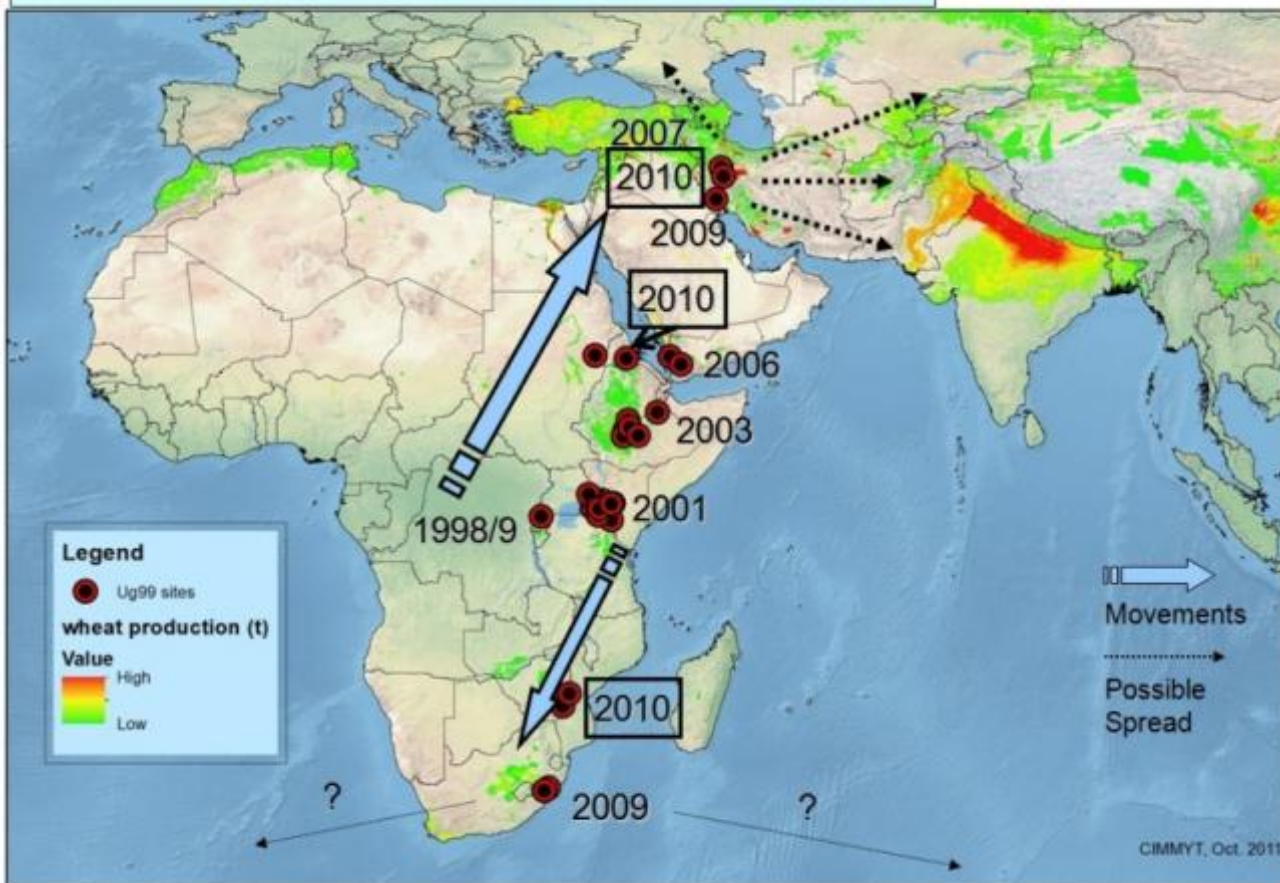 2007
2010
2009
2010
2006
2003
2001
1998/9
Legend
Ug99 sites
wheat production (t)
Value
High
Low
Movements
Possible
Spread
2010
2009
?
?
CIMMYT, Oct. 2011